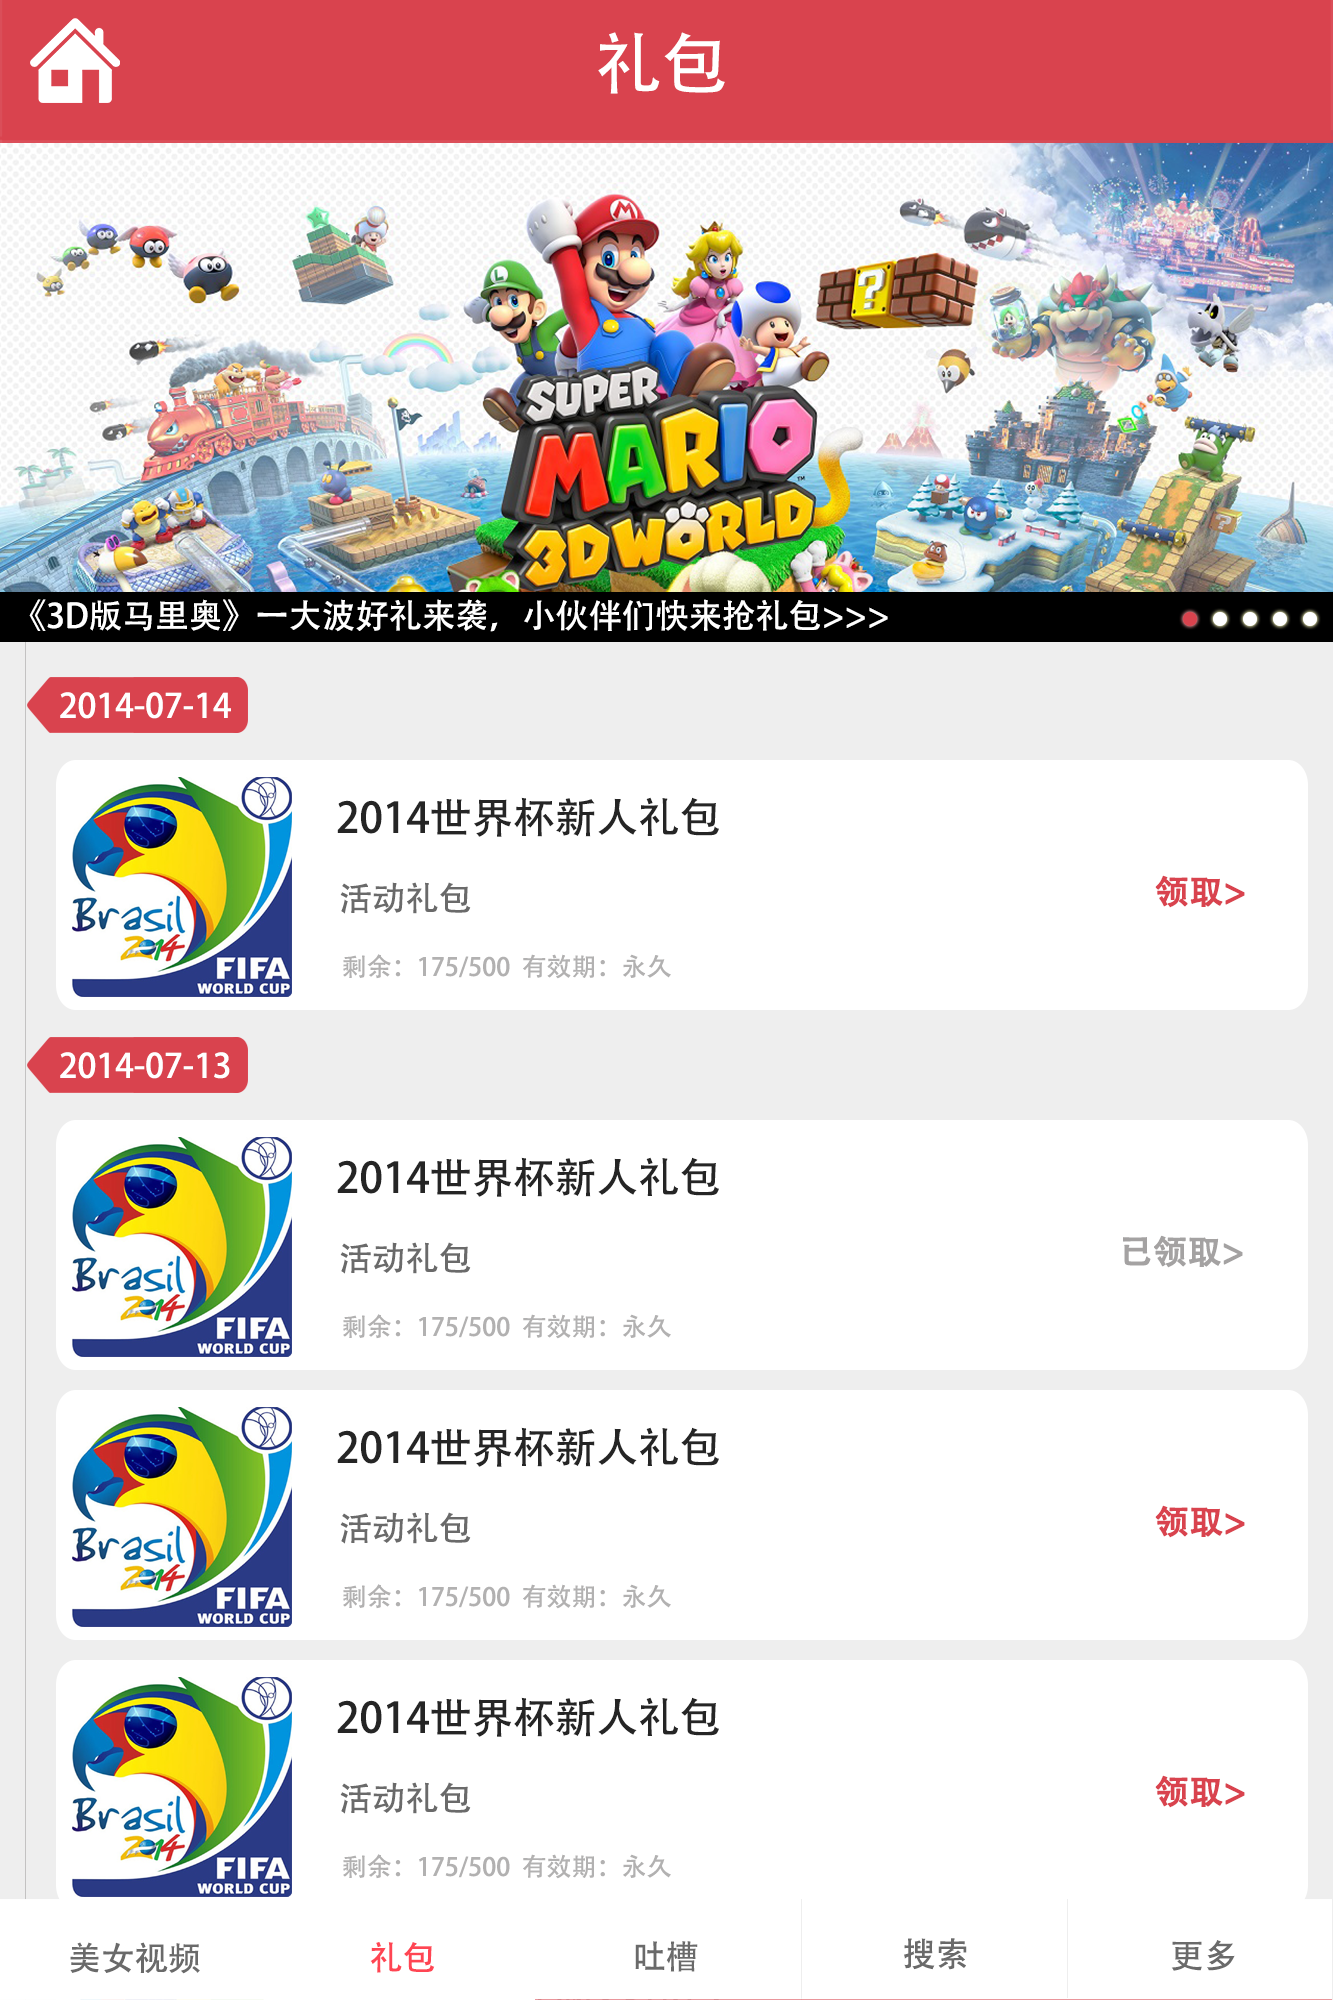 礼包
SUPER
MARIO
3D WORLD
《3D版马里奥》一大波好礼来袭，小伙伴们快来抢礼包>>>
2014-07-14
Brasil
2014
FIFA
WORLD CUP
2014世界杯新人礼包
活动礼包
剩余：175/500 有效期：永久
领取>
2014-07-13
Brasil
2014
FIFA
WORLD CUP
2014世界杯新人礼包
活动礼包
剩余：175/500 有效期：永久
已领取>
Brasil
2014
FIFA
WORLD CUP
2014世界杯新人礼包
活动礼包
剩余：175/500 有效期：永久
领取>
Brasil
2014
FIFA
WORLD CUP
2014世界杯新人礼包
活动礼包
剩余：175/500 有效期：永久
领取>
美女视频 礼包 吐槽 搜索 更多